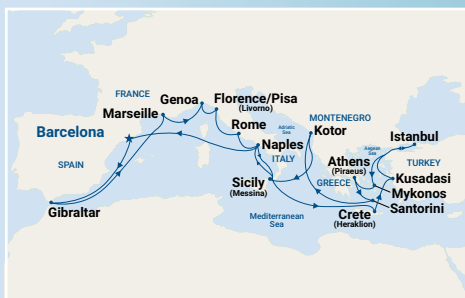 FRANCE
Genoa
Florence/Pisa
(Livorno)
Marseille
Rome
Adriatic
Sea
MONTENEGRO
Kotor
Barcelona
Naples
ITALY
Istanbul
Aegean
Sea
SPAIN
Athens
(Piraeus)
TURKEY
Sicily
(Messina)
GREECE
Kusadasi
Mykonos
Santorini
Gibraltar
Mediterranean
Sea
Crete
(Heraklion)